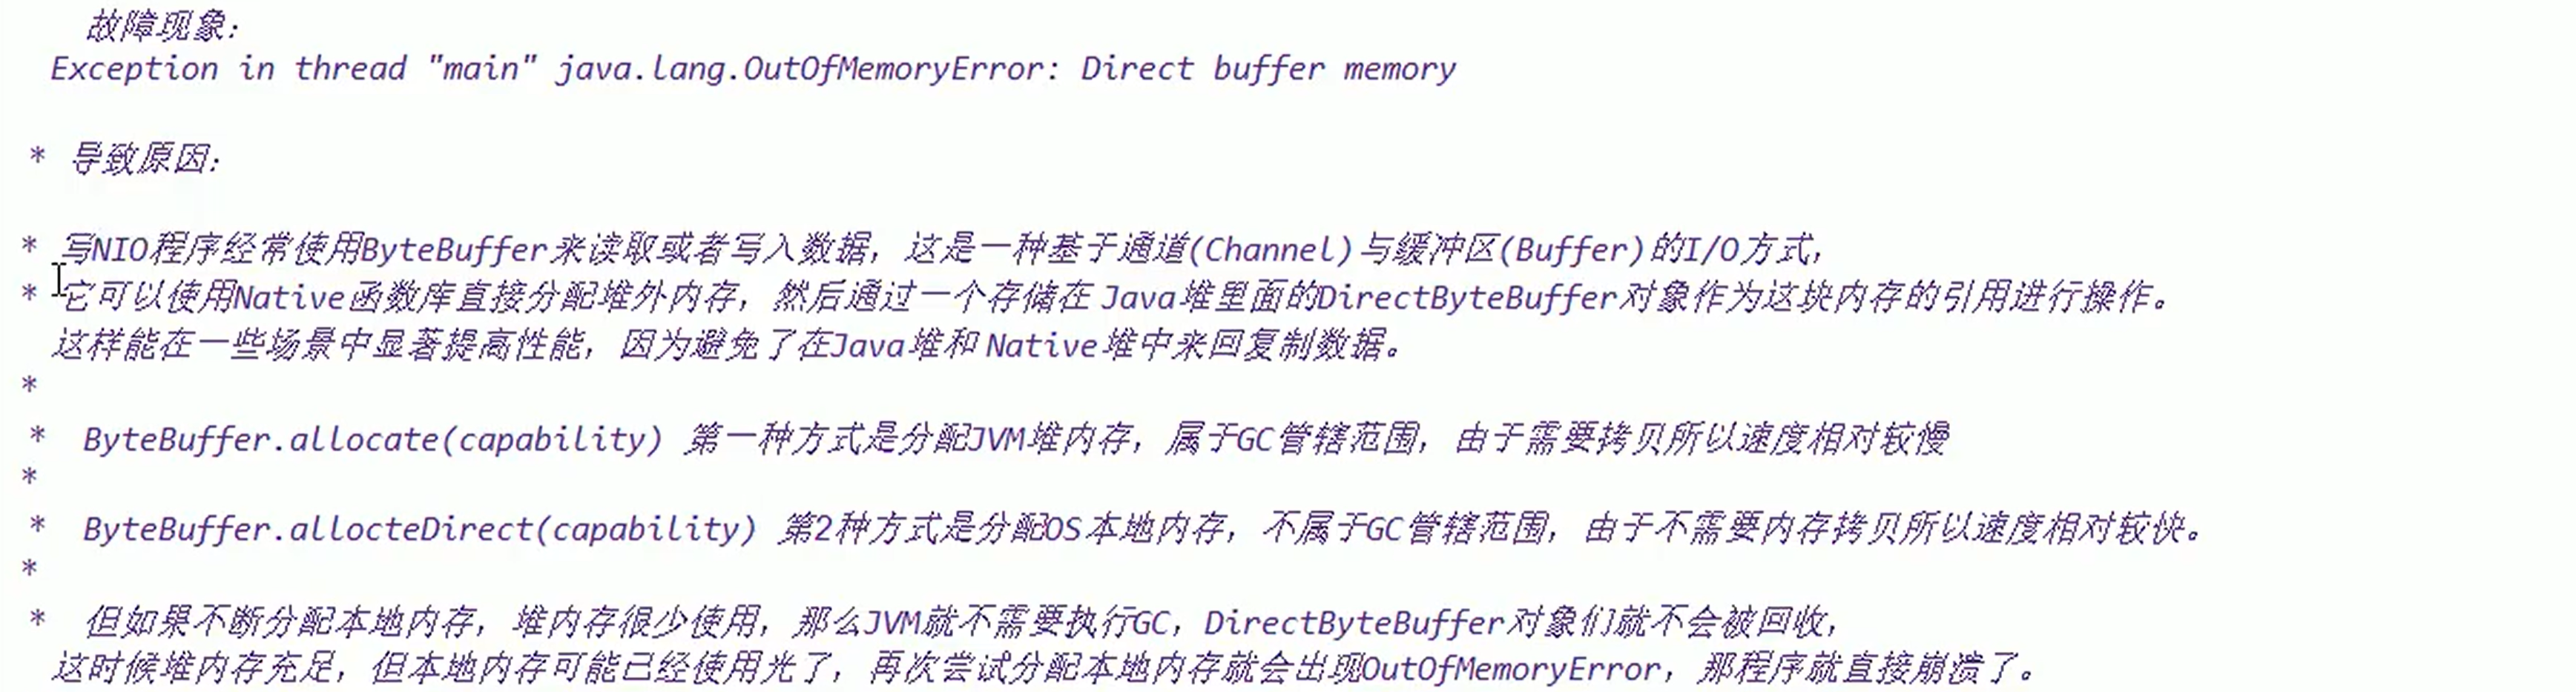 故障现象:
Exception in thread "main" java.lang.OutOfMemoryError: Direct buffer memory
* 导致原因:
* 写NIO程序经常使用ByteBuffer来读取或者写入数据，这是一种基于通道(Channel)与缓冲区(Buffer)的I/O方式，
* 它可以使用Native函数库直接分配堆外内存，然后通过一个存储在Java堆里面的DirectByteBuffer对象作为这块内存的引用进行操作。
这样能在一些场景中显著提高性能，因为避免了在Java堆和Native堆中来回复制数据。
*
* ByteBuffer.allocate(capability) 第一种方式是分配JVM堆内存，属于GC管辖范围，由于需要拷贝所以速度相对较慢
*
* ByteBuffer.allocteDirect(capability) 第2种方式是分配OS本地内存，不属于GC管辖范围，由于不需要内存拷贝所以速度相对较快。
*
* 但如果不断分配本地内存，堆内存很少使用，那么JVM就不需要执行GC，DirectByteBuffer对象们就不会被回收，
这时候堆内存充足，但本地内存可能已经使用光了，再次尝试分配本地内存就会出现OutOfMemoryError，那程序就直接崩溃了。